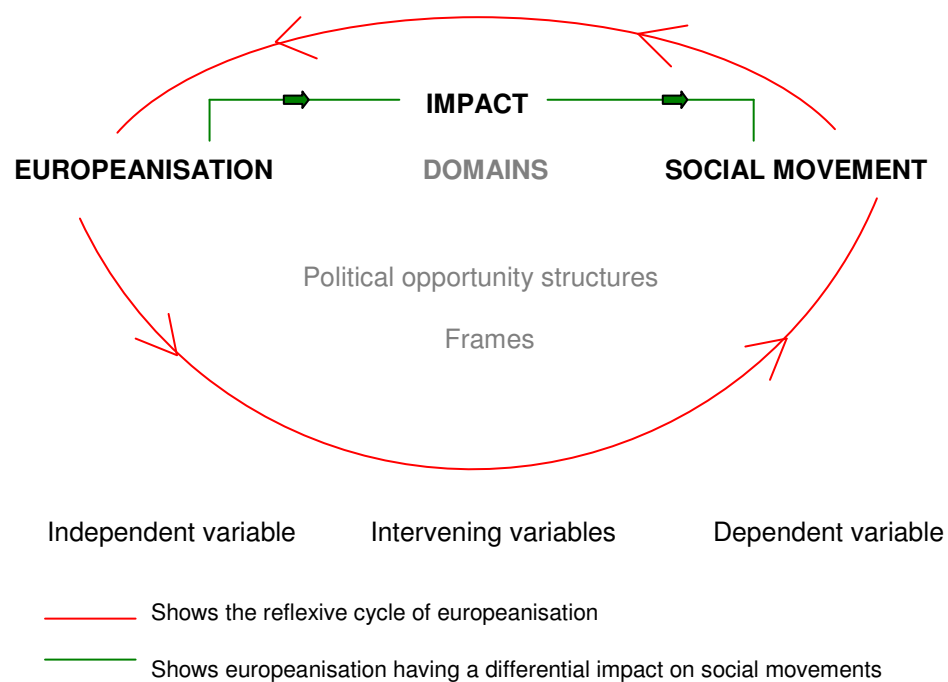 IMPACT
EUROPEANISATION DOMAINS SOCIAL MOVEMENT
Political opportunity structures
Frames
Independent variable Intervening variables Dependent variable
Shows the reflexive cycle of europeanisation
Shows europeanisation having a differential impact on social movements